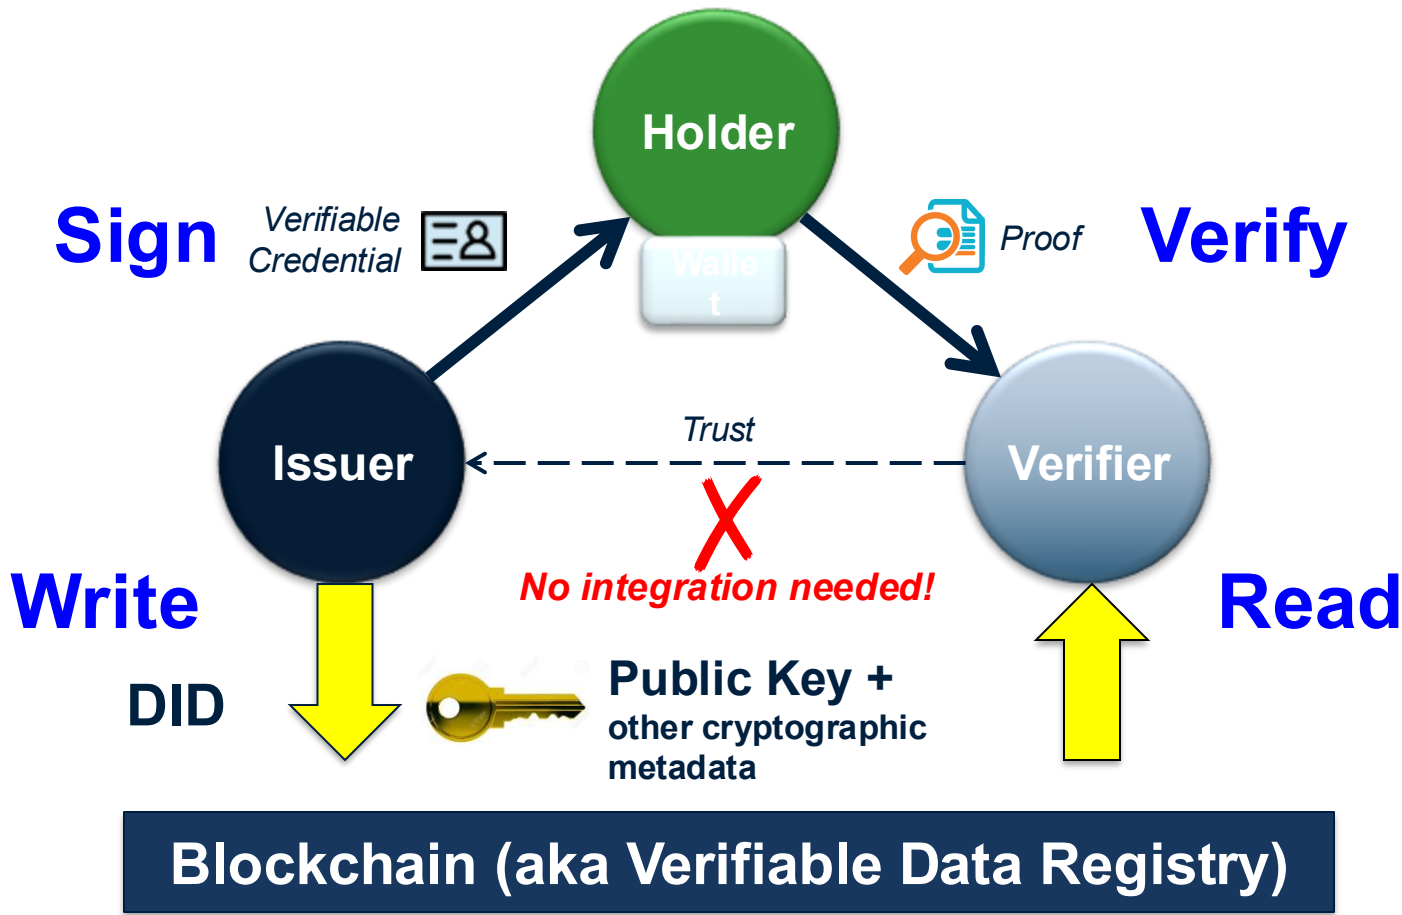 Holder
Sign
Verifiable
Credential
Walle
t
Proof
Verify
Issuer
Trust
Verifier
No integration needed!
Write
Read
DID
Public Key +
other cryptographic
metadata
Blockchain (aka Verifiable Data Registry)